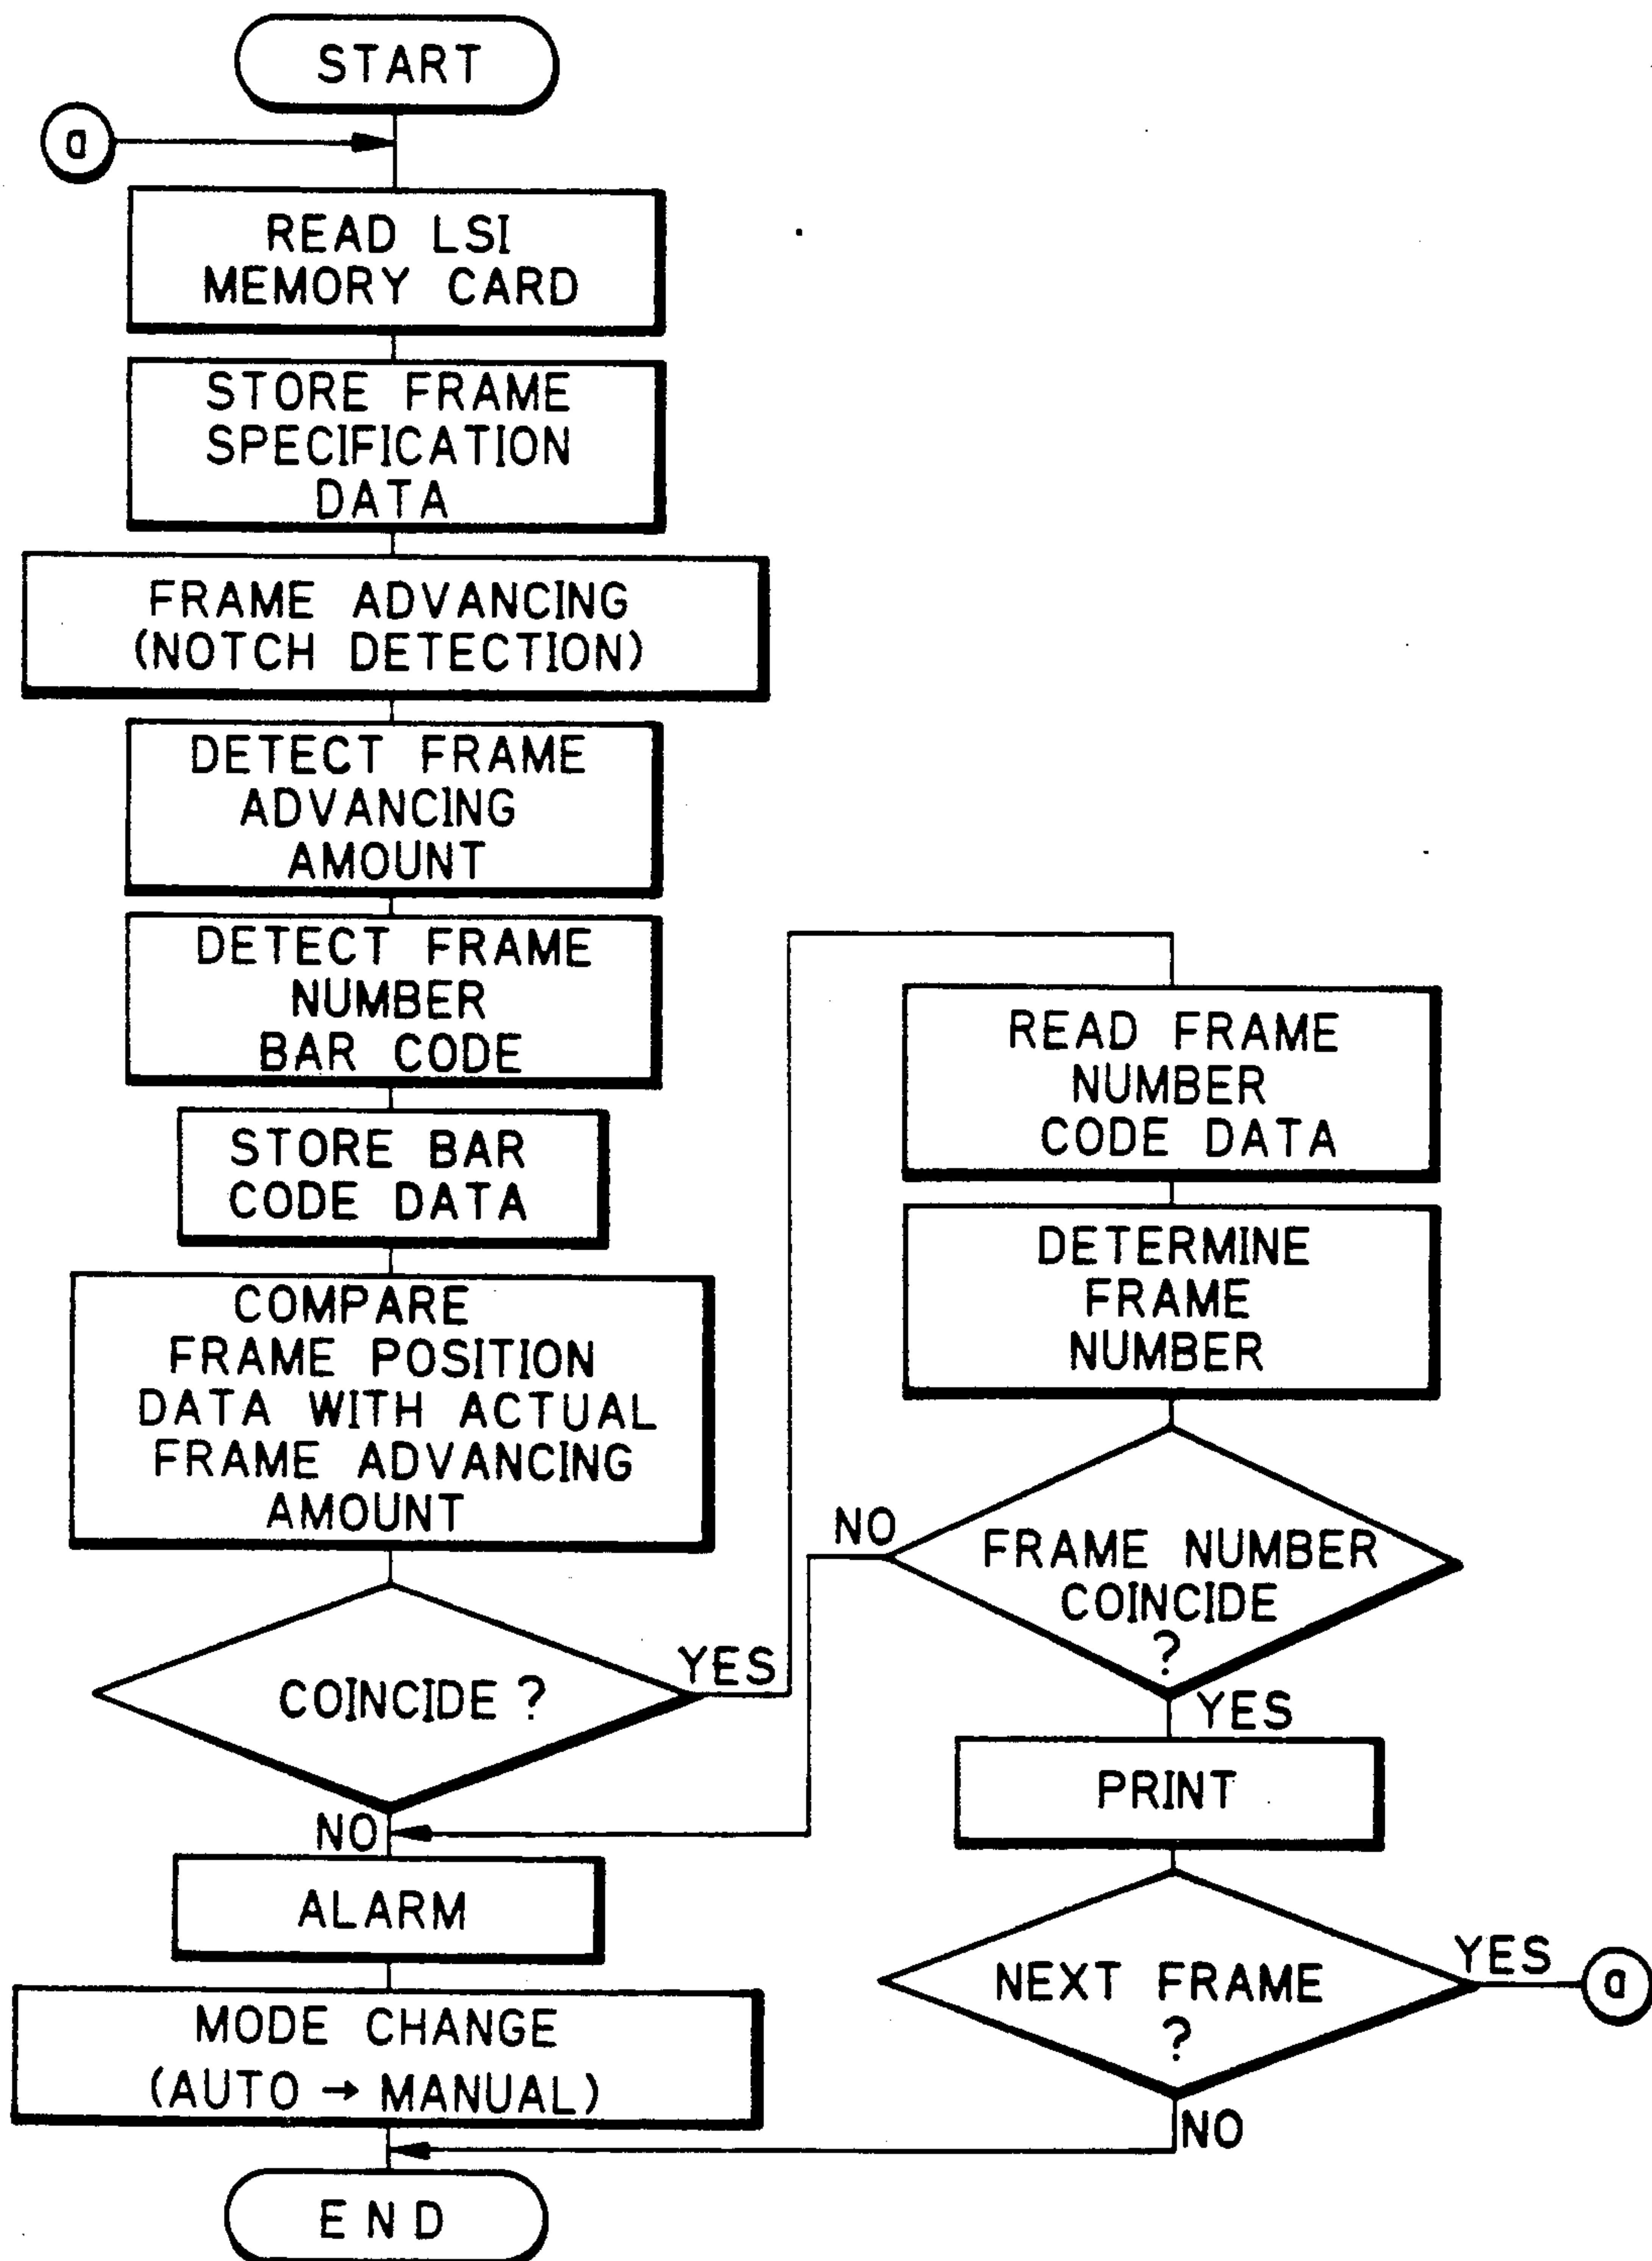 START
a
READ LSI
MEMORY CARD
STORE FRAME
SPECIFICATION
DATA
FRAME ADVANCING
(NOTCH DETECTION)
DETECT FRAME
ADVANCING
AMOUNT
DETECT FRAME
NUMBER
BAR CODE
STORE BAR
CODE DATA
COMPARE
FRAME POSITION
DATA WITH ACTUAL
FRAME ADVANCING
AMOUNT
COINCIDE ?
YES
NO
ALARM
MODE CHANGE
(AUTO → MANUAL)
END
READ FRAME
NUMBER
CODE DATA
DETERMINE
FRAME
NUMBER
NO
FRAME NUMBER
COINCIDE
?
YES
PRINT
NEXT FRAME
?
YES
a
NO